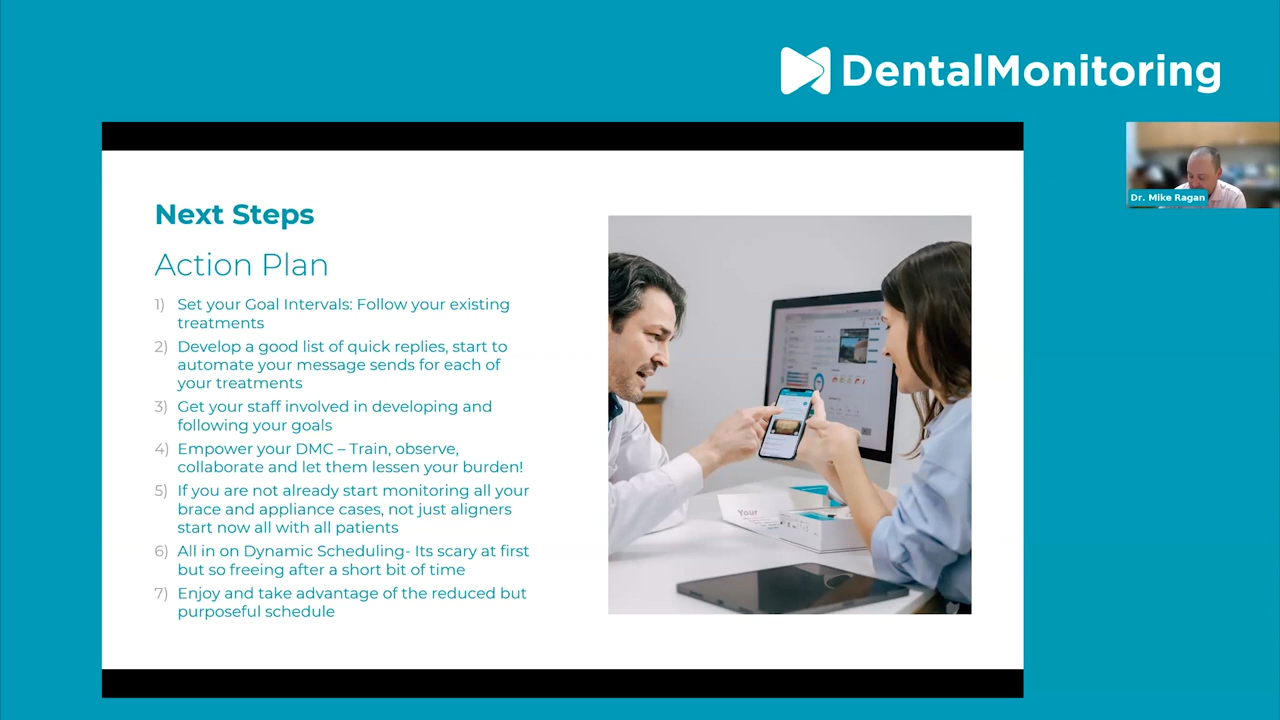 DentalMonitoring
Dr. Mike Ragan
Next Steps
Action Plan
1) Set your Goal Intervals: Follow your existing
treatments
2) Develop a good list of quick replies, start to
automate your message sends for each of
your treatments
3) Get your staff involved in developing and
following your goals
4) Empower your DMC – Train, observe,
collaborate and let them lessen your burden!
5) If you are not already start monitoring all your
brace and appliance cases, not just aligners
start now all with all patients
6) All in on Dynamic Scheduling- Its scary at first
but so freeing after a short bit of time
7) Enjoy and take advantage of the reduced but
purposeful schedule
Your